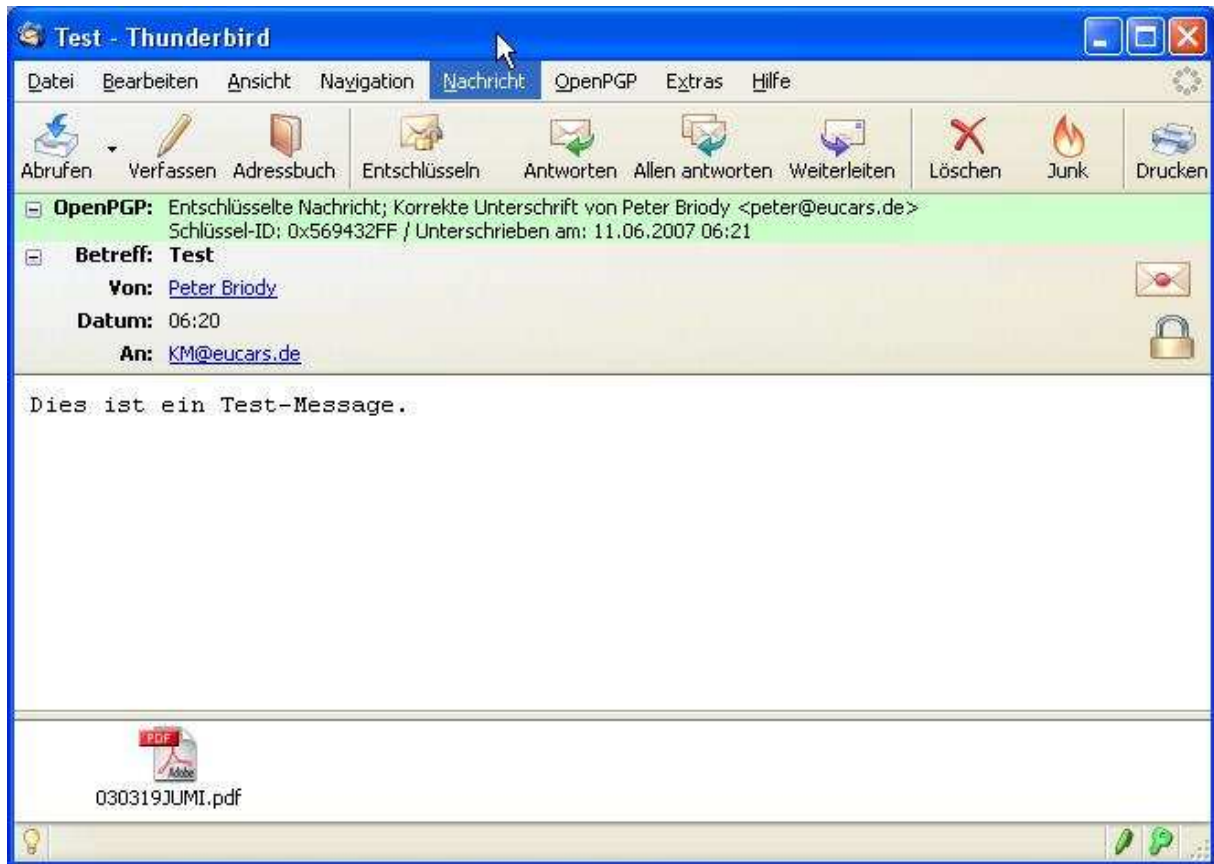 Test - Thunderbird
Datei Bearbeiten Ansicht Navigation Nachricht OpenPGP Extras Hilfe
Abrufen Verfassen Adressbuch Entschlüsseln Antworten Allen antworten Weiterleiten Löschen Junk Drucken
OpenPGP: Entschlüsselte Nachricht; Korrekte Unterschrift von Peter Briody <peter@eucars.de>
Schlüssel-ID: 0x569432FF / Unterschrieben am: 11.06.2007 06:21
Betreff: Test
Von: Peter Briody
Datum: 06:20
An: KM@eucars.de
Dies ist ein Test-Message.
PDF
Adobe
030319JUMI.pdf